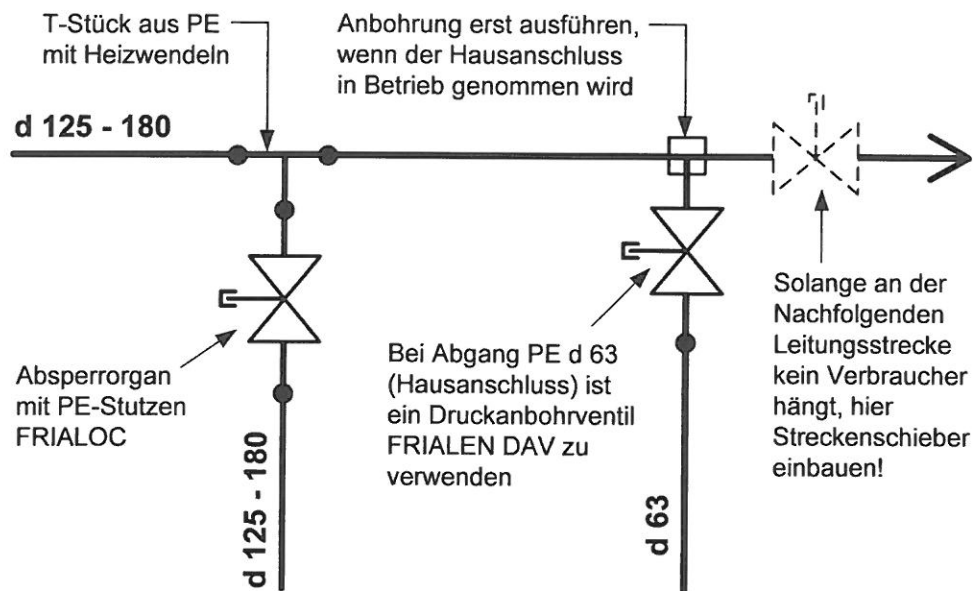 T-Stück aus PE
mit Heizwendeln
Anbohrung erst ausführen,
wenn der Hausanschluss
in Betrieb genommen wird
d 125 - 180
Absperrorgan
mit PE-Stutzen
FRIALOC
Bei Abgang PE d 63
(Hausanschluss) ist
ein Druckanbohrventil
FRIALEN DAV zu
verwenden
Solange an der
Nachfolgenden
Leitungsstrecke
kein Verbraucher
hängt, hier
Streckenschieber
einbauen!
d 125 - 180
d 63